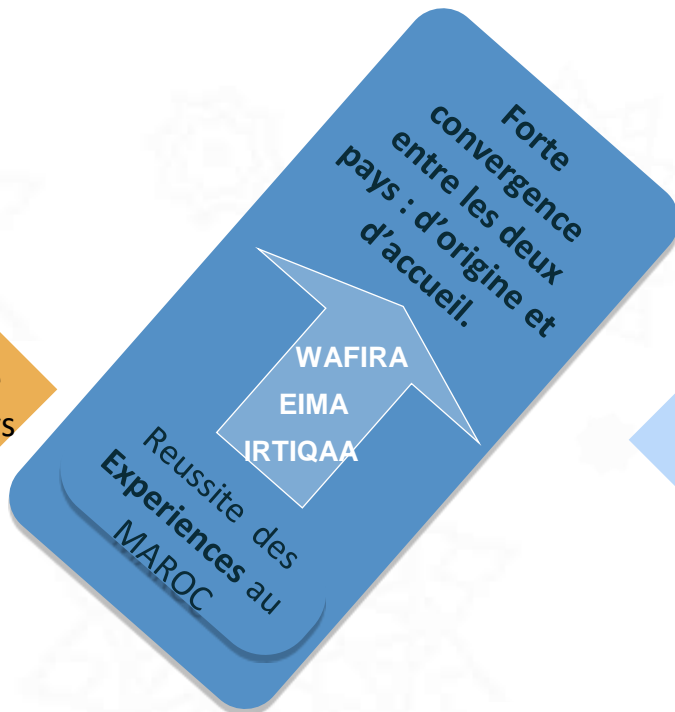 Forte
convergence
entre les deux
pays : d'origine et
d'accueil.
WAFIRA
EIMA
IRTIQAA
Reussite des
Experiences au
MAROC